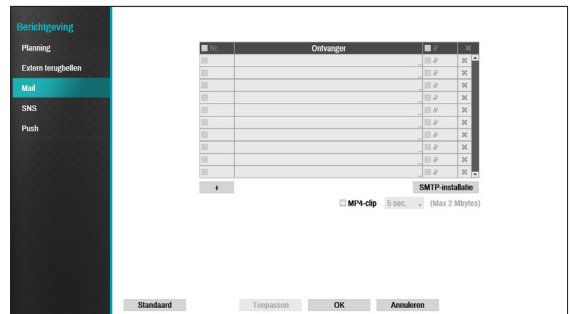 Berichtgeving
Planning
Extern terugbellen
Mail
SNS
Push
Nr. Ontvanger
+ SMTP-installatie
MP4-clip 5 sec. (Max 2 Mbytes)
Standaard Toepassen OK Annuleren